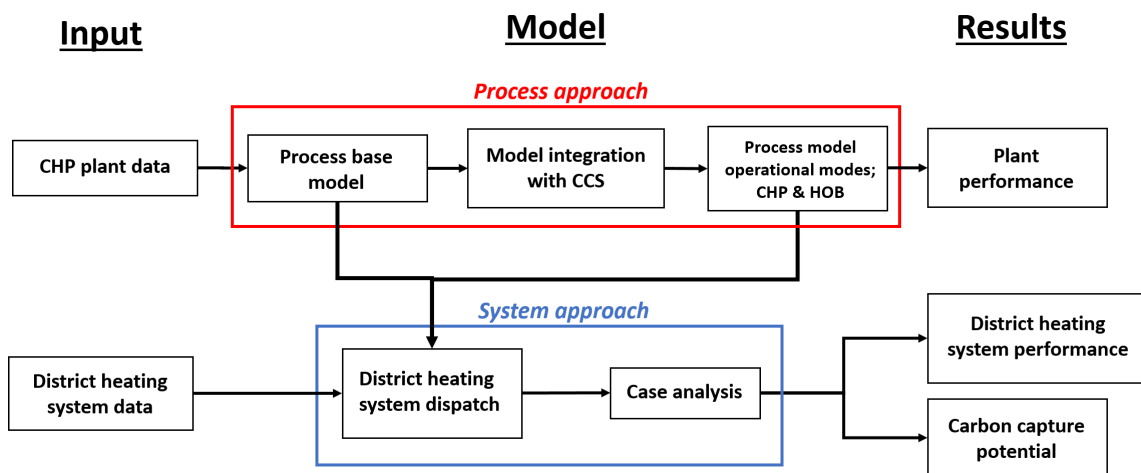 Input
Model
Results
Process approach
CHP plant data
Process base
model
Model integration
with CCS
Process model
operational modes;
CHP & HOB
Plant
performance
System approach
District heating
system data
District heating
system dispatch
Case analysis
District heating
system performance
Carbon capture
potential